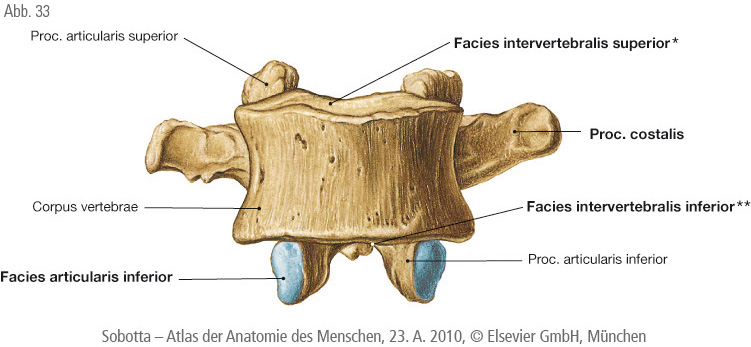 Abb. 33
Proc. articularis superior
Facies intervertebralis superior*
Proc. costalis
Corpus vertebrae
Facies intervertebralis inferior**
Proc. articularis inferior
Facies articularis inferior
Sobotta – Atlas der Anatomie des Menschen, 23. A. 2010, © Elsevier GmbH, München